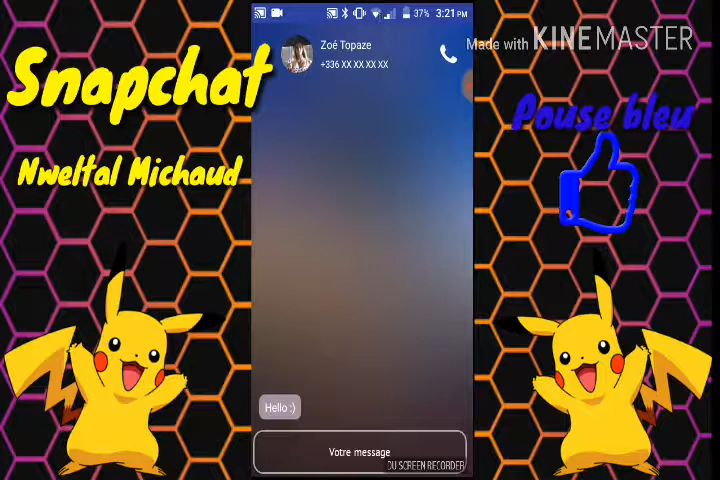 37% 3:21 PM
Zoé Topaze
+336 XX XX XX XX
Made with KINEMASTER
Snapchat
Nweltal Michaud
Pouse bleu
Hello :)
Votre message
DU SCREEN RECORDER